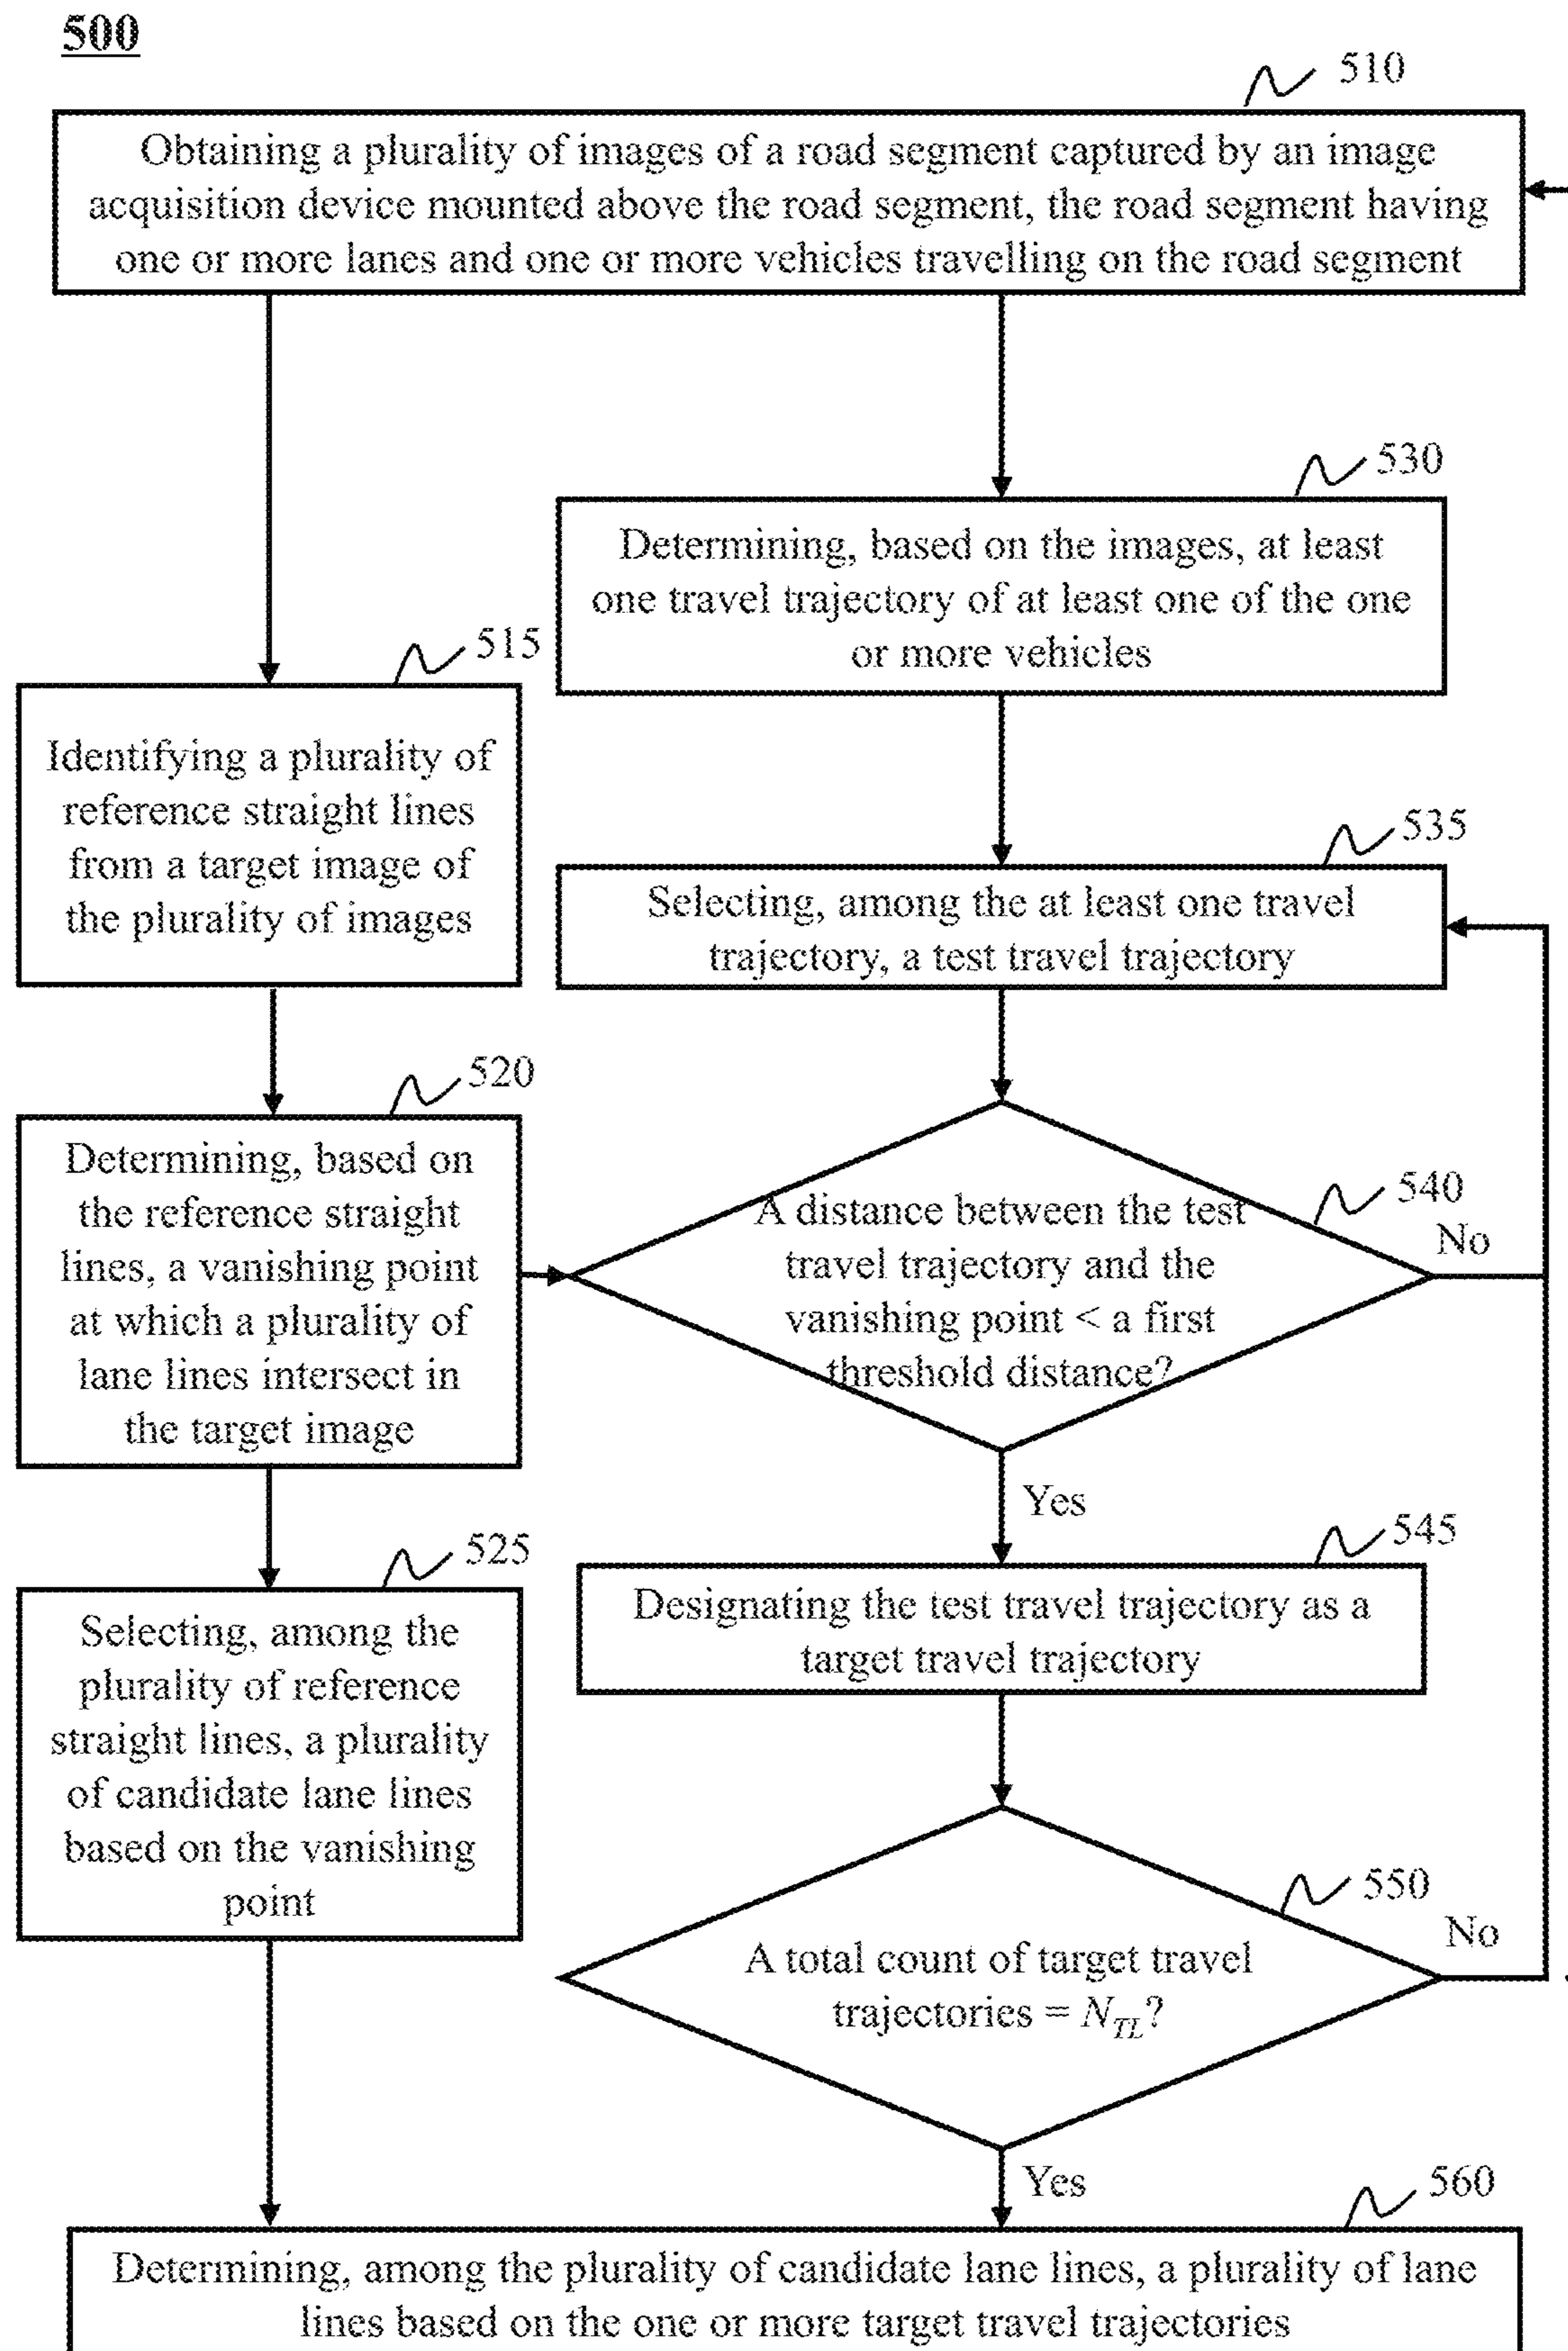 500
510
Obtaining a plurality of images of a road segment captured by an image
acquisition device mounted above the road segment, the road segment having
one or more lanes and one or more vehicles travelling on the road segment
530
Determining, based on the images, at least
one travel trajectory of at least one of the one
or more vehicles
515
Identifying a plurality of
reference straight lines
from a target image of
the plurality of images
535
Selecting, among the at least one travel
trajectory, a test travel trajectory
520
Determining, based on
the reference straight
lines, a vanishing point
at which a plurality of
lane lines intersect in
the target image
540
A distance between the test
travel trajectory and the
vanishing point < a first
threshold distance?
No
Yes
525
Selecting, among the
plurality of reference
straight lines, a plurality
of candidate lane lines
based on the vanishing
point
545
Designating the test travel trajectory as a
target travel trajectory
550
A total count of target travel
trajectories = N_TL?
No
Yes
560
Determining, among the plurality of candidate lane lines, a plurality of lane
lines based on the one or more target travel trajectories